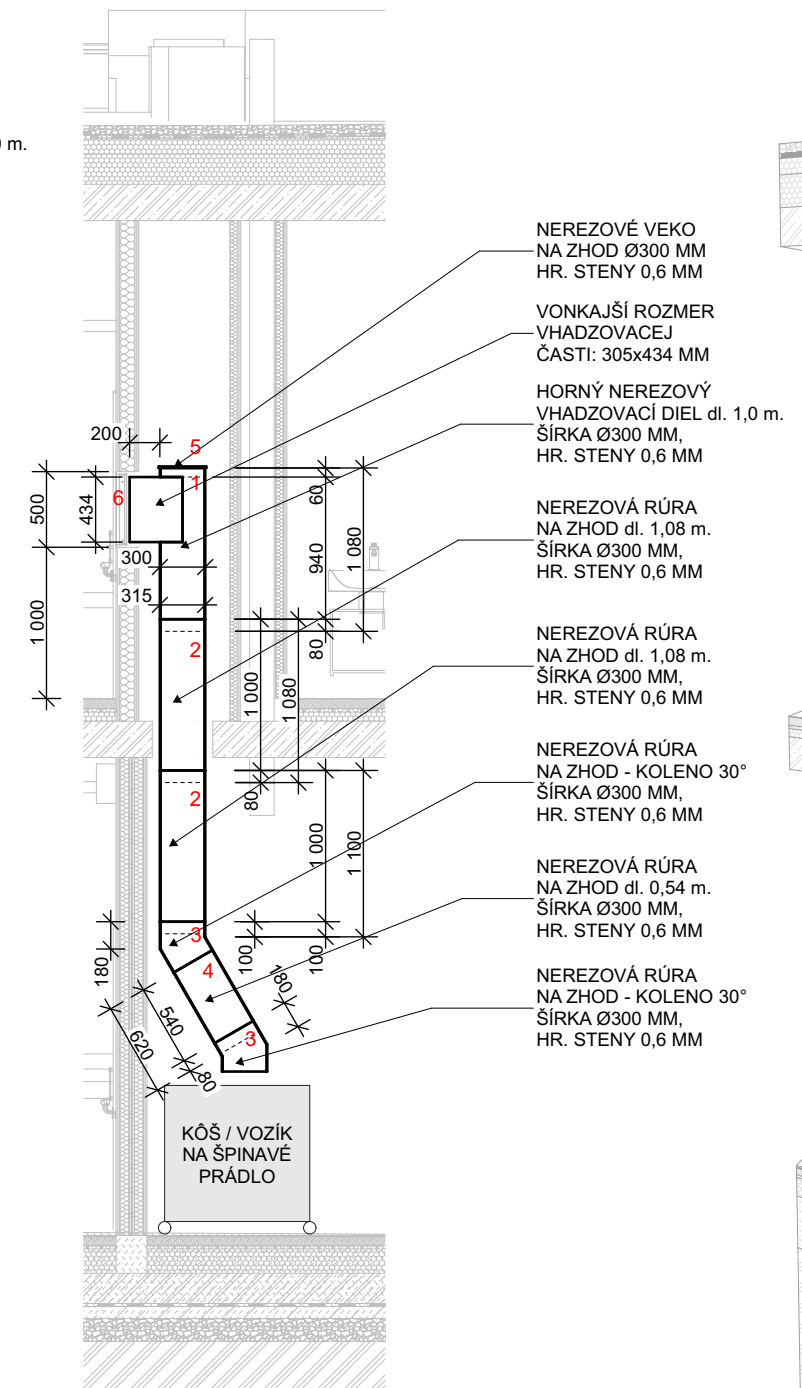 m.
NEREZOVÉ VEKO
NA ZHOD Ø300 MM
HR. STENY 0,6 MM
VONKAJŠÍ ROZMER
VHADZOVACEJ
ČASTI: 305x434 MM
HORNÝ NEREZOVÝ
VHADZOVACÍ DIEL dl. 1,0 m.
ŠÍRKA Ø300 MM,
HR. STENY 0,6 MM
NEREZOVÁ RÚRA
NA ZHOD dl. 1,08 m.
ŠÍRKA Ø300 MM,
HR. STENY 0,6 MM
NEREZOVÁ RÚRA
NA ZHOD dl. 1,08 m.
ŠÍRKA Ø300 MM,
HR. STENY 0,6 MM
NEREZOVÁ RÚRA
NA ZHOD - KOLENO 30°
ŠÍRKA Ø300 MM,
HR. STENY 0,6 MM
NEREZOVÁ RÚRA
NA ZHOD dl. 0,54 m.
ŠÍRKA Ø300 MM,
HR. STENY 0,6 MM
NEREZOVÁ RÚRA
NA ZHOD - KOLENO 30°
ŠÍRKA Ø300 MM,
HR. STENY 0,6 MM
200
5
6
1
500
434
60
940
1 080
300
315
1 000
80
2
1 000
1 080
80
2
1 000
1 100
3
100
100
180
4
180
540
620
80
3
KÔŠ / VOZÍK
NA ŠPINAVÉ
PRÁDLO